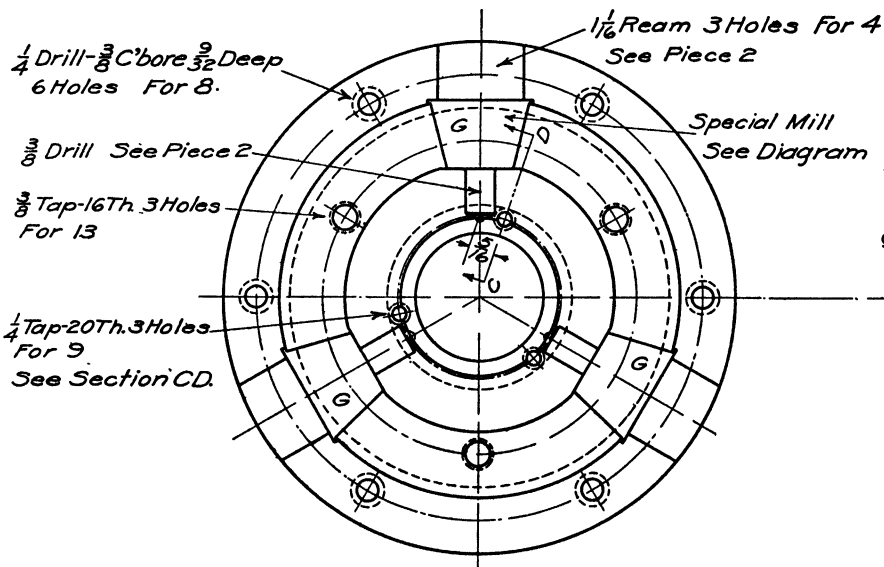 1/4 Drill-3/8 C'bore 9/32 Deep
6 Holes For 8.
1 1/16 Ream 3 Holes For 4
See Piece 2
Special Mill
See Diagram
3/8 Drill See Piece 2
3/8 Tap-16Th. 3 Holes
For 13
1/4 Tap-20Th. 3 Holes
For 9
See Section CD.
G
D
5/16
C
G
G